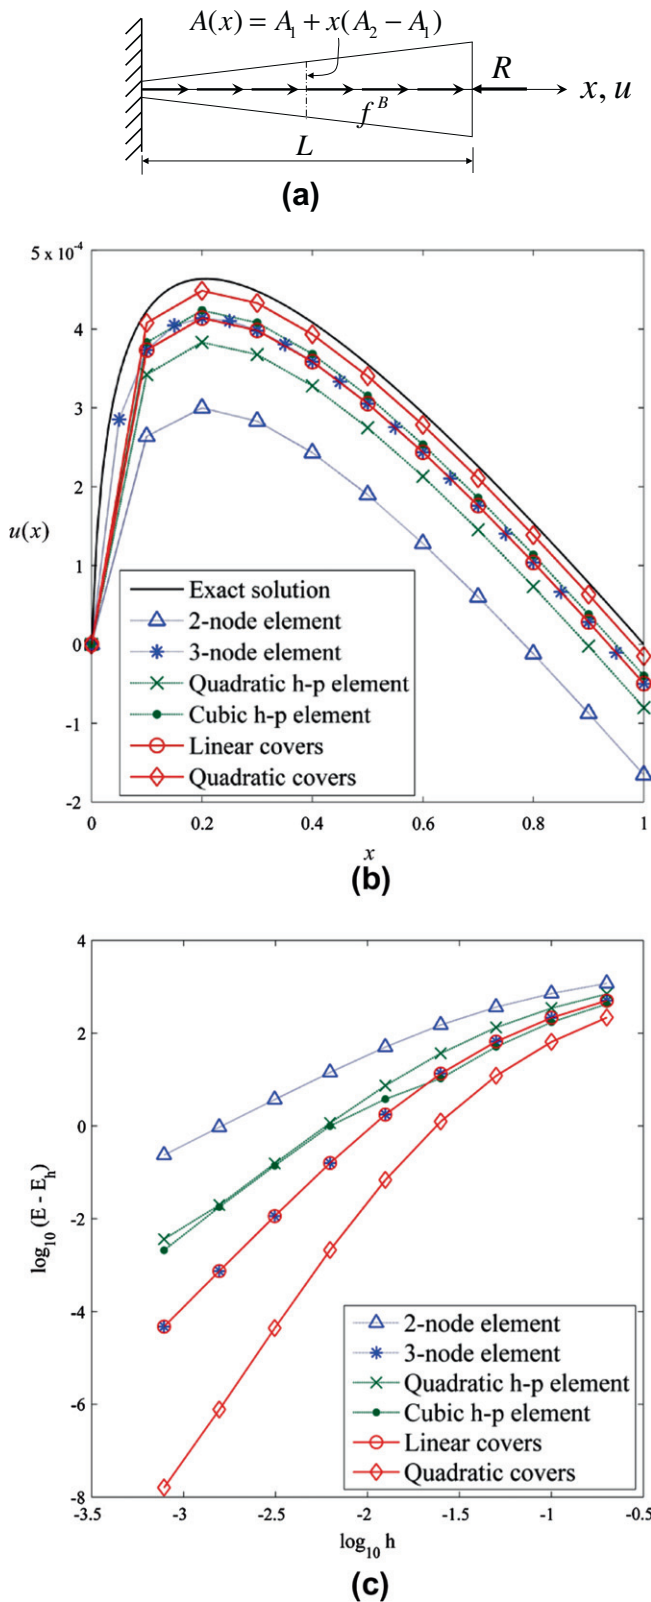 A(x) = A₁ + x(A₂ − A₁)
R
x, u
f^B
L
(a)
5 x 10⁻⁴
4
3
2
u(x)
1
0
-1
-2
Exact solution
2-node element
3-node element
Quadratic h-p element
Cubic h-p element
Linear covers
Quadratic covers
0 0.2 0.4 0.6 0.8 1
x
(b)
4
2
0
-2
-4
-6
-8
log₁₀ (E - E_h)
2-node element
3-node element
Quadratic h-p element
Cubic h-p element
Linear covers
Quadratic covers
-3.5 -3 -2.5 -2 -1.5 -1 -0.5
log₁₀ h
(c)